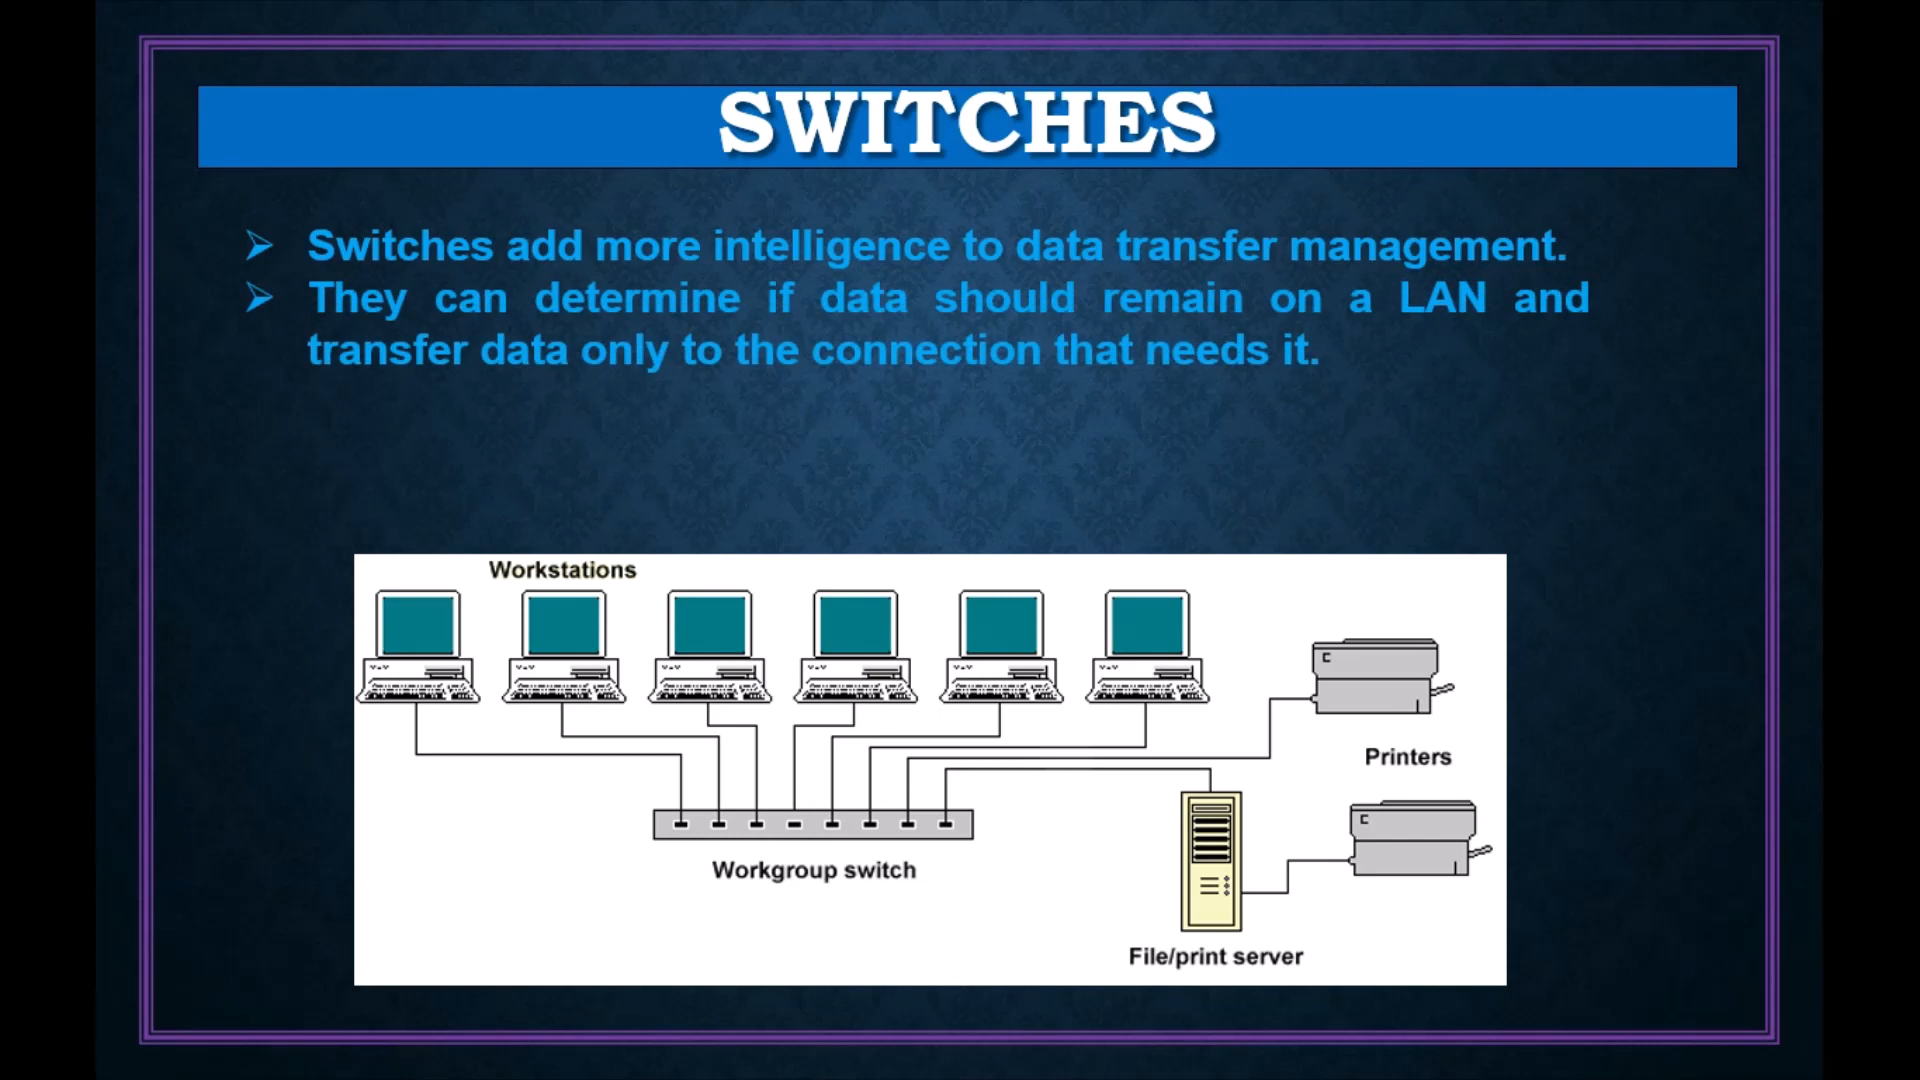 SWITCHES
➢ Switches add more intelligence to data transfer management.
➢ They can determine if data should remain on a LAN and
transfer data only to the connection that needs it.
Workstations
Printers
Workgroup switch
File/print server